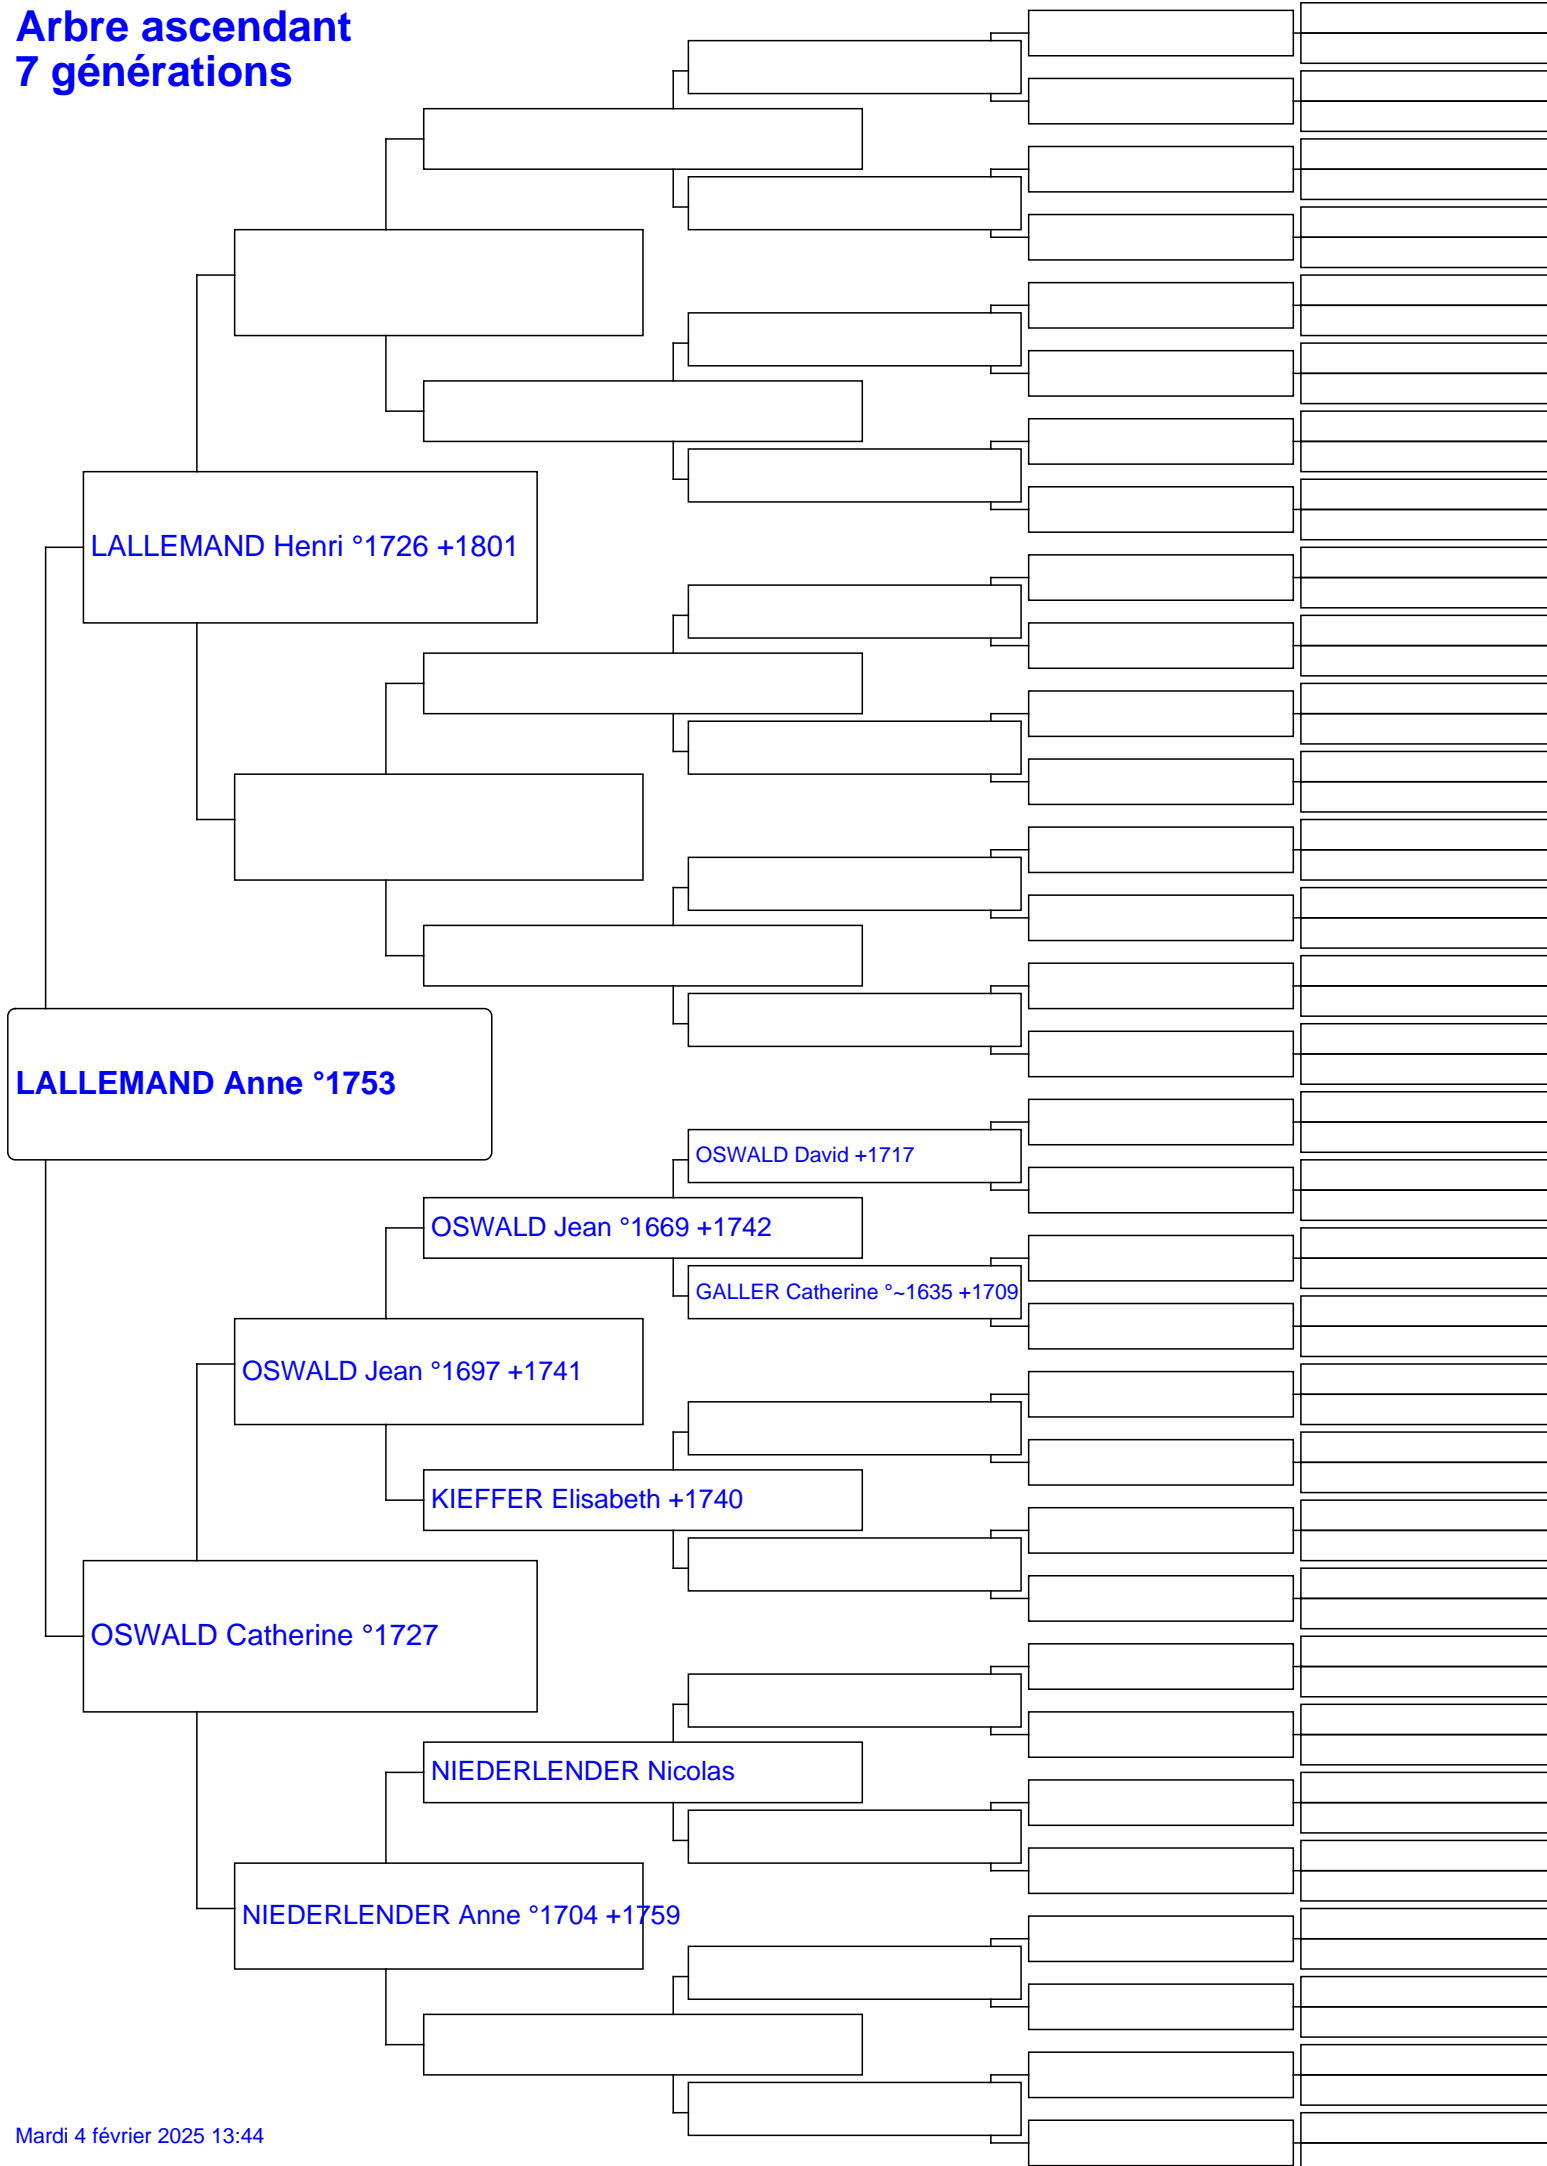 Arbre ascendant
7 générations
LALLEMAND Henri °1726 +1801
LALLEMAND Anne °1753
OSWALD David +1717
OSWALD Jean °1669 +1742
GALLER Catherine °~1635 +1709
OSWALD Jean °1697 +1741
KIEFFER Elisabeth +1740
OSWALD Catherine °1727
NIEDERLENDER Nicolas
NIEDERLENDER Anne °1704 +1759
Mardi 4 février 2025 13:44